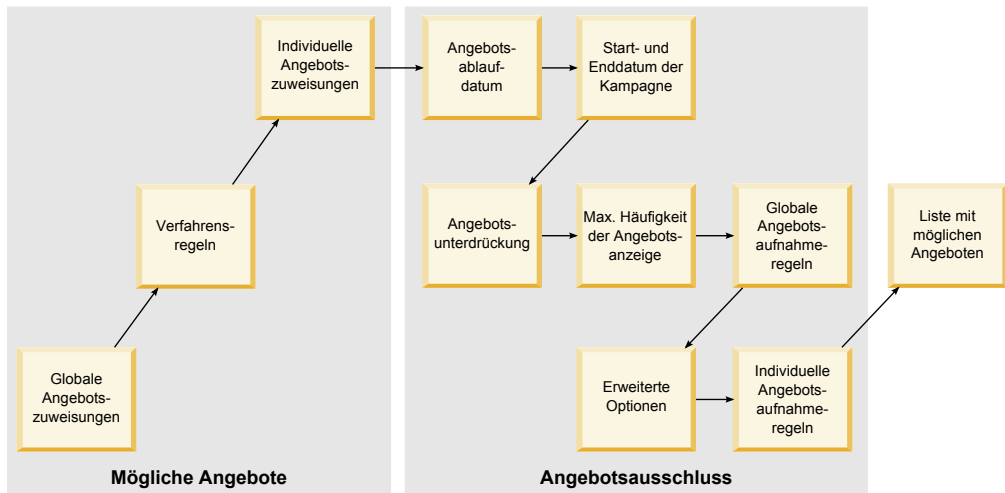 Globale
Angebots-
zuweisungen
Verfahrens-
regeln
Individuelle
Angebots-
zuweisungen
Mögliche Angebote
Angebots-
ablauf-
datum
Start- und
Enddatum der
Kampagne
Angebots-
unterdrückung
Max. Häufigkeit
der Angebots-
anzeige
Globale
Angebots-
aufnahme-
regeln
Erweiterte
Optionen
Individuelle
Angebots-
aufnahme-
regeln
Angebotsausschluss
Liste mit
möglichen
Angeboten